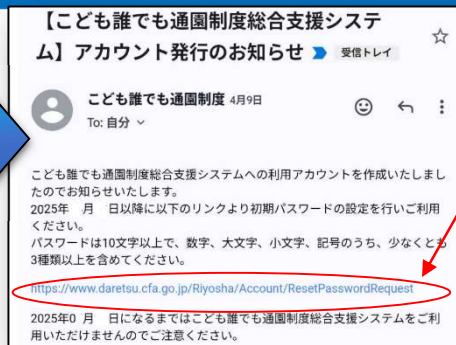 【こども誰でも通園制度総合支援システ
ム】アカウント発行のお知らせ 受信トレイ
こども誰でも通園制度 4月9日
To: 自分
こども誰でも通園制度総合支援システムへの利用アカウントを作成いたしまし
たのでお知らせいたします。
2025年 月 日以降に以下のリンクより初期パスワードの設定を行いご利用
ください。
パスワードは10文字以上で、数字、大文字、小文字、記号のうち、少なくとも
3種類以上を含めてください。
https://www.daretsu.cfa.go.jp/Riyosha/Account/ResetPasswordRequest
2025年0 月 日になるまではこども誰でも通園制度総合支援システムをご利
用いただけませんのでご注意ください。